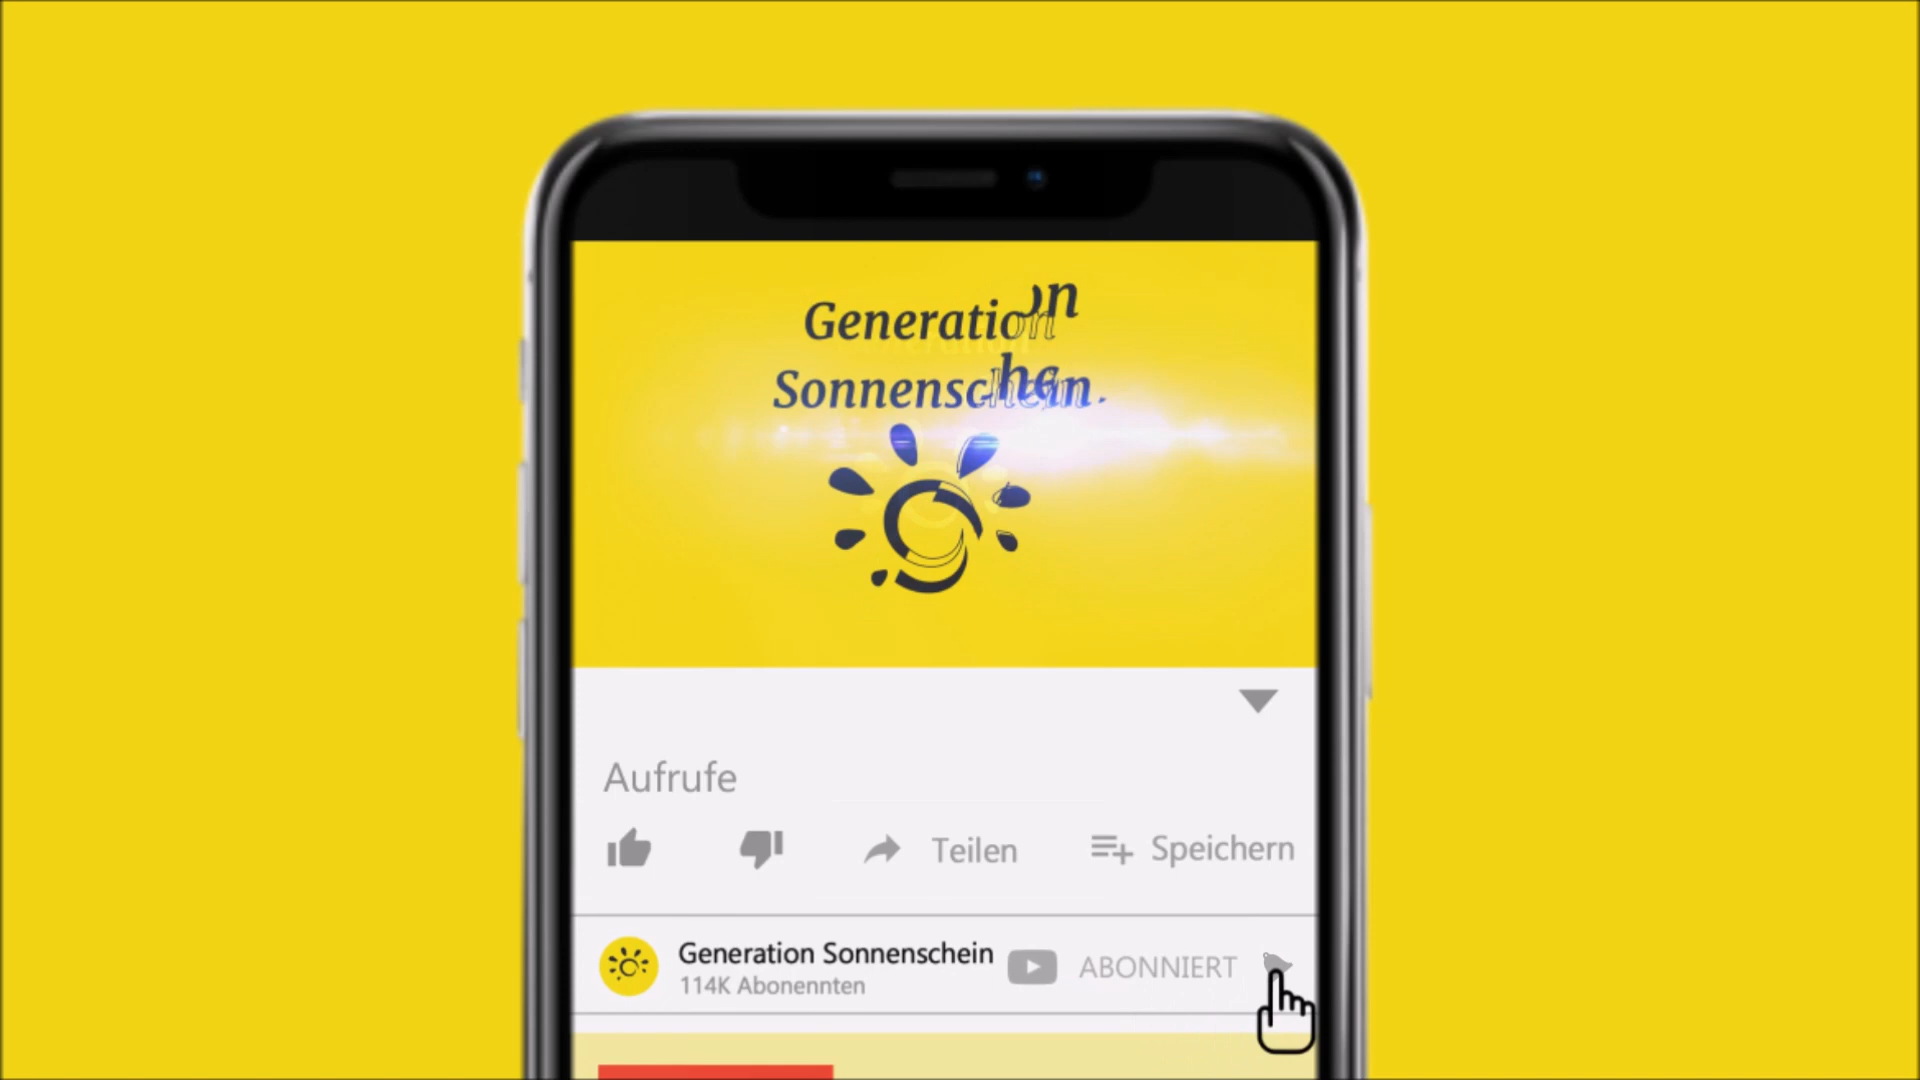 Generation
Sonnenschein
Aufrufe
Teilen
Speichern
Generation Sonnenschein
114K Abonennten
ABONNIERT